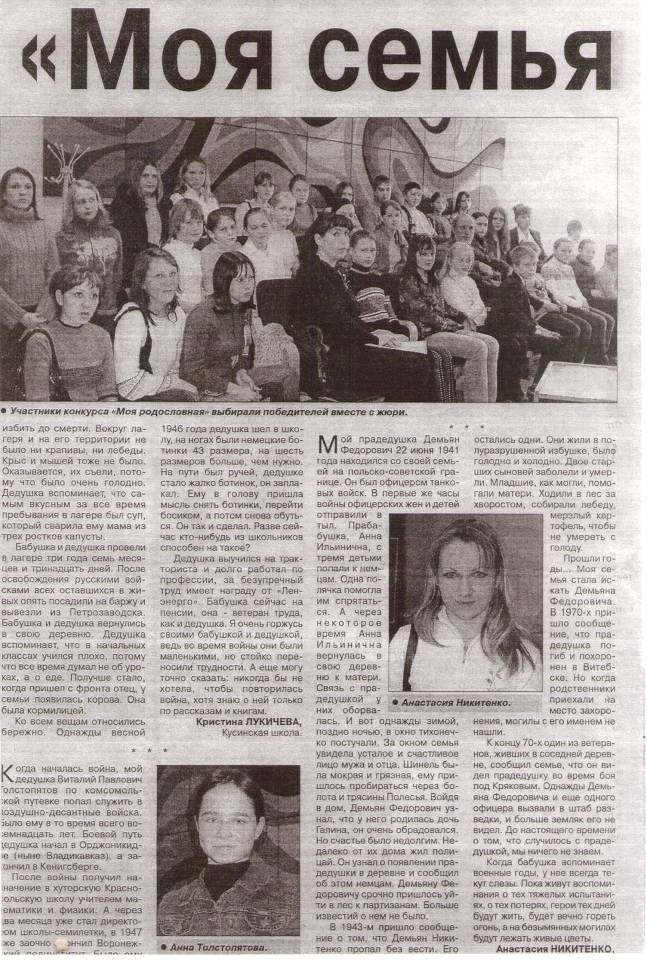 «Моя семья
● Участники конкурса «Моя родословная» выбирали победителей вместе с жюри.
избить до смерти. Вокруг ла-
геря и на его территории не
было ни крапивы, ни лебеды.
Крыс и мышей тоже не было.
Оказывается, их съели, пото-
му что было очень голодно.
Дедушка вспоминает, что са-
мым вкусным за все время
пребывания в лагере был суп,
который сварила ему мама из
трех ростков капусты.
Бабушка и дедушка провели
в лагере три года семь меся-
цев и тринадцать дней. После
освобождения русскими вой-
сками всех оставшихся в жи-
вых опять посадили на баржу и
вывезли из Петрозаводска.
Бабушка и дедушка вернулись
в свою деревню. Дедушка
вспоминает, что в начальных
классах учился плохо, потому
что все время думал не об уро-
ках, а о еде. Получше стало,
когда пришел с фронта отец, у
семьи появилась корова. Она
была кормилицей.
Ко всем вещам относились
бережно. Однажды весной
1946 года дедушка шел в шко-
лу, на ногах были немецкие бо-
тинки 43 размера, на шесть
размеров больше, чем нужно.
На пути был ручей, дедушке
стало жалко ботинки, он запла-
кал. Ему в голову пришла
мысль снять ботинки, перейти
босиком, а потом снова обуть-
ся. Он так и сделал. Разве сей-
час кто-нибудь из школьников
способен на такое?
Дедушка выучился на трак-
ториста и долго работал по
профессии, за безупречный
труд имеет награду от «Лен-
энерго». Бабушка сейчас на
пенсии, она - ветеран труда,
как и дедушка. Я очень горжусь
своими бабушкой и дедушкой,
ведь во время войны они были
маленькими, но стойко пере-
носили трудности. А еще могу
точно сказать: никогда бы не
хотела, чтобы повторилась
война, хотя знаю о ней только
по рассказам и книгам.
Кристина ЛУКИЧЕВА,
Кусинская школа.
* * *
Когда началась война, мой
дедушка Виталий Павлович
Толстопятов по комсомоль-
ской путевке попал служить в
воздушно-десантные войска.
Было ему в то время всего во-
семнадцать лет. Боевой путь
дедушка начал в Орджоникид-
зе (ныне Владикавказ), а за-
кончил в Кенигсберге.
После войны получил на-
значение в хуторскую Красно-
польскую школу учителем ма-
тематики и физики. А через
два месяца уже стал директо-
ром школы-семилетки, в 1947
же заочно окончил Воронеж-
● Анна Толстопятова.
* * *
Мой прадедушка Демьян
Федорович 22 июня 1941
года находился со своей семь-
ей на польско-советской грани-
це. Он был офицером танко-
вых войск. В первые же часы
войны офицерских жен и детей
отправили в
тыл. Праба-
бушка, Анна
Ильинична, с
тремя детьми
попали к нем-
цам. Одна по-
лячка помогла
им спрятать-
ся. А через
некоторое
время Анна
Ильинична
вернулась в
свою дерев-
ню к матери.
Связь с пра-
дедушкой у
них оборва-
лась. И вот однажды зимой,
поздно ночью, в окно тихонеч-
ко постучали. За окном семья
увидела усталое и счастливое
лицо мужа и отца. Шинель бы-
ла мокрая и грязная, ему при-
шлось пробираться через бо-
лота и трясины Полесья. Войдя
в дом, Демьян Федорович уз-
нал, что у него родилась дочь
Галина, он очень обрадовался.
Но счастье было недолгим. Не-
далеко от их дома жил поли-
цай. Он узнал о появлении пра-
дедушки в деревне и сообщил
об этом немцам. Демьяну Фе-
доровичу срочно пришлось уй-
ти в лес к партизанам. Больше
известий о нем не было.
В 1943-м пришло сообще-
ние о том, что Демьян Ники-
тенко пропал без вести. Его
● Анастасия Никитенко.
остались одни. Они жили в по-
луразрушенной избушке, было
голодно и холодно. Двое стар-
ших сыновей заболели и умер-
ли. Младшие, как могли, помо-
гали матери. Ходили в лес за
хворостом, собирали лебеду,
мерзлый кар-
тофель, чтобы
не умереть с
голоду.
Прошли го-
ды... Моя се-
мья стала ис-
кать Демьяна
Федоровича.
В 1970-х при-
шло сообще-
ние, что пра-
дедушка по-
гиб и похоро-
нен в Витеб-
ске. Но когда
родственники
приехали на
место захоро-
нения, могилы с его именем не
нашли.
К концу 70-х один из ветера-
нов, живших в соседней дерев-
не, сообщил семье, что он ви-
дел прадедушку во время боя
под Кряковым. Однажды Демь-
яна Федоровича и еще одного
офицера вызвали в штаб раз-
ведки, и больше земляк его не
видел. До настоящего времени
о том, что случилось с праде-
душкой, мы ничего не знаем.
Когда бабушка вспоминает
военные годы, у нее всегда те-
кут слезы. Пока живут воспоми-
нания о тех тяжелых испытани-
ях, о тех потерях, герои тех дней
будут жить, будет вечно гореть
огонь, а на безымянных могилах
будут лежать живые цветы.
Анастасия НИКИТЕНКО,